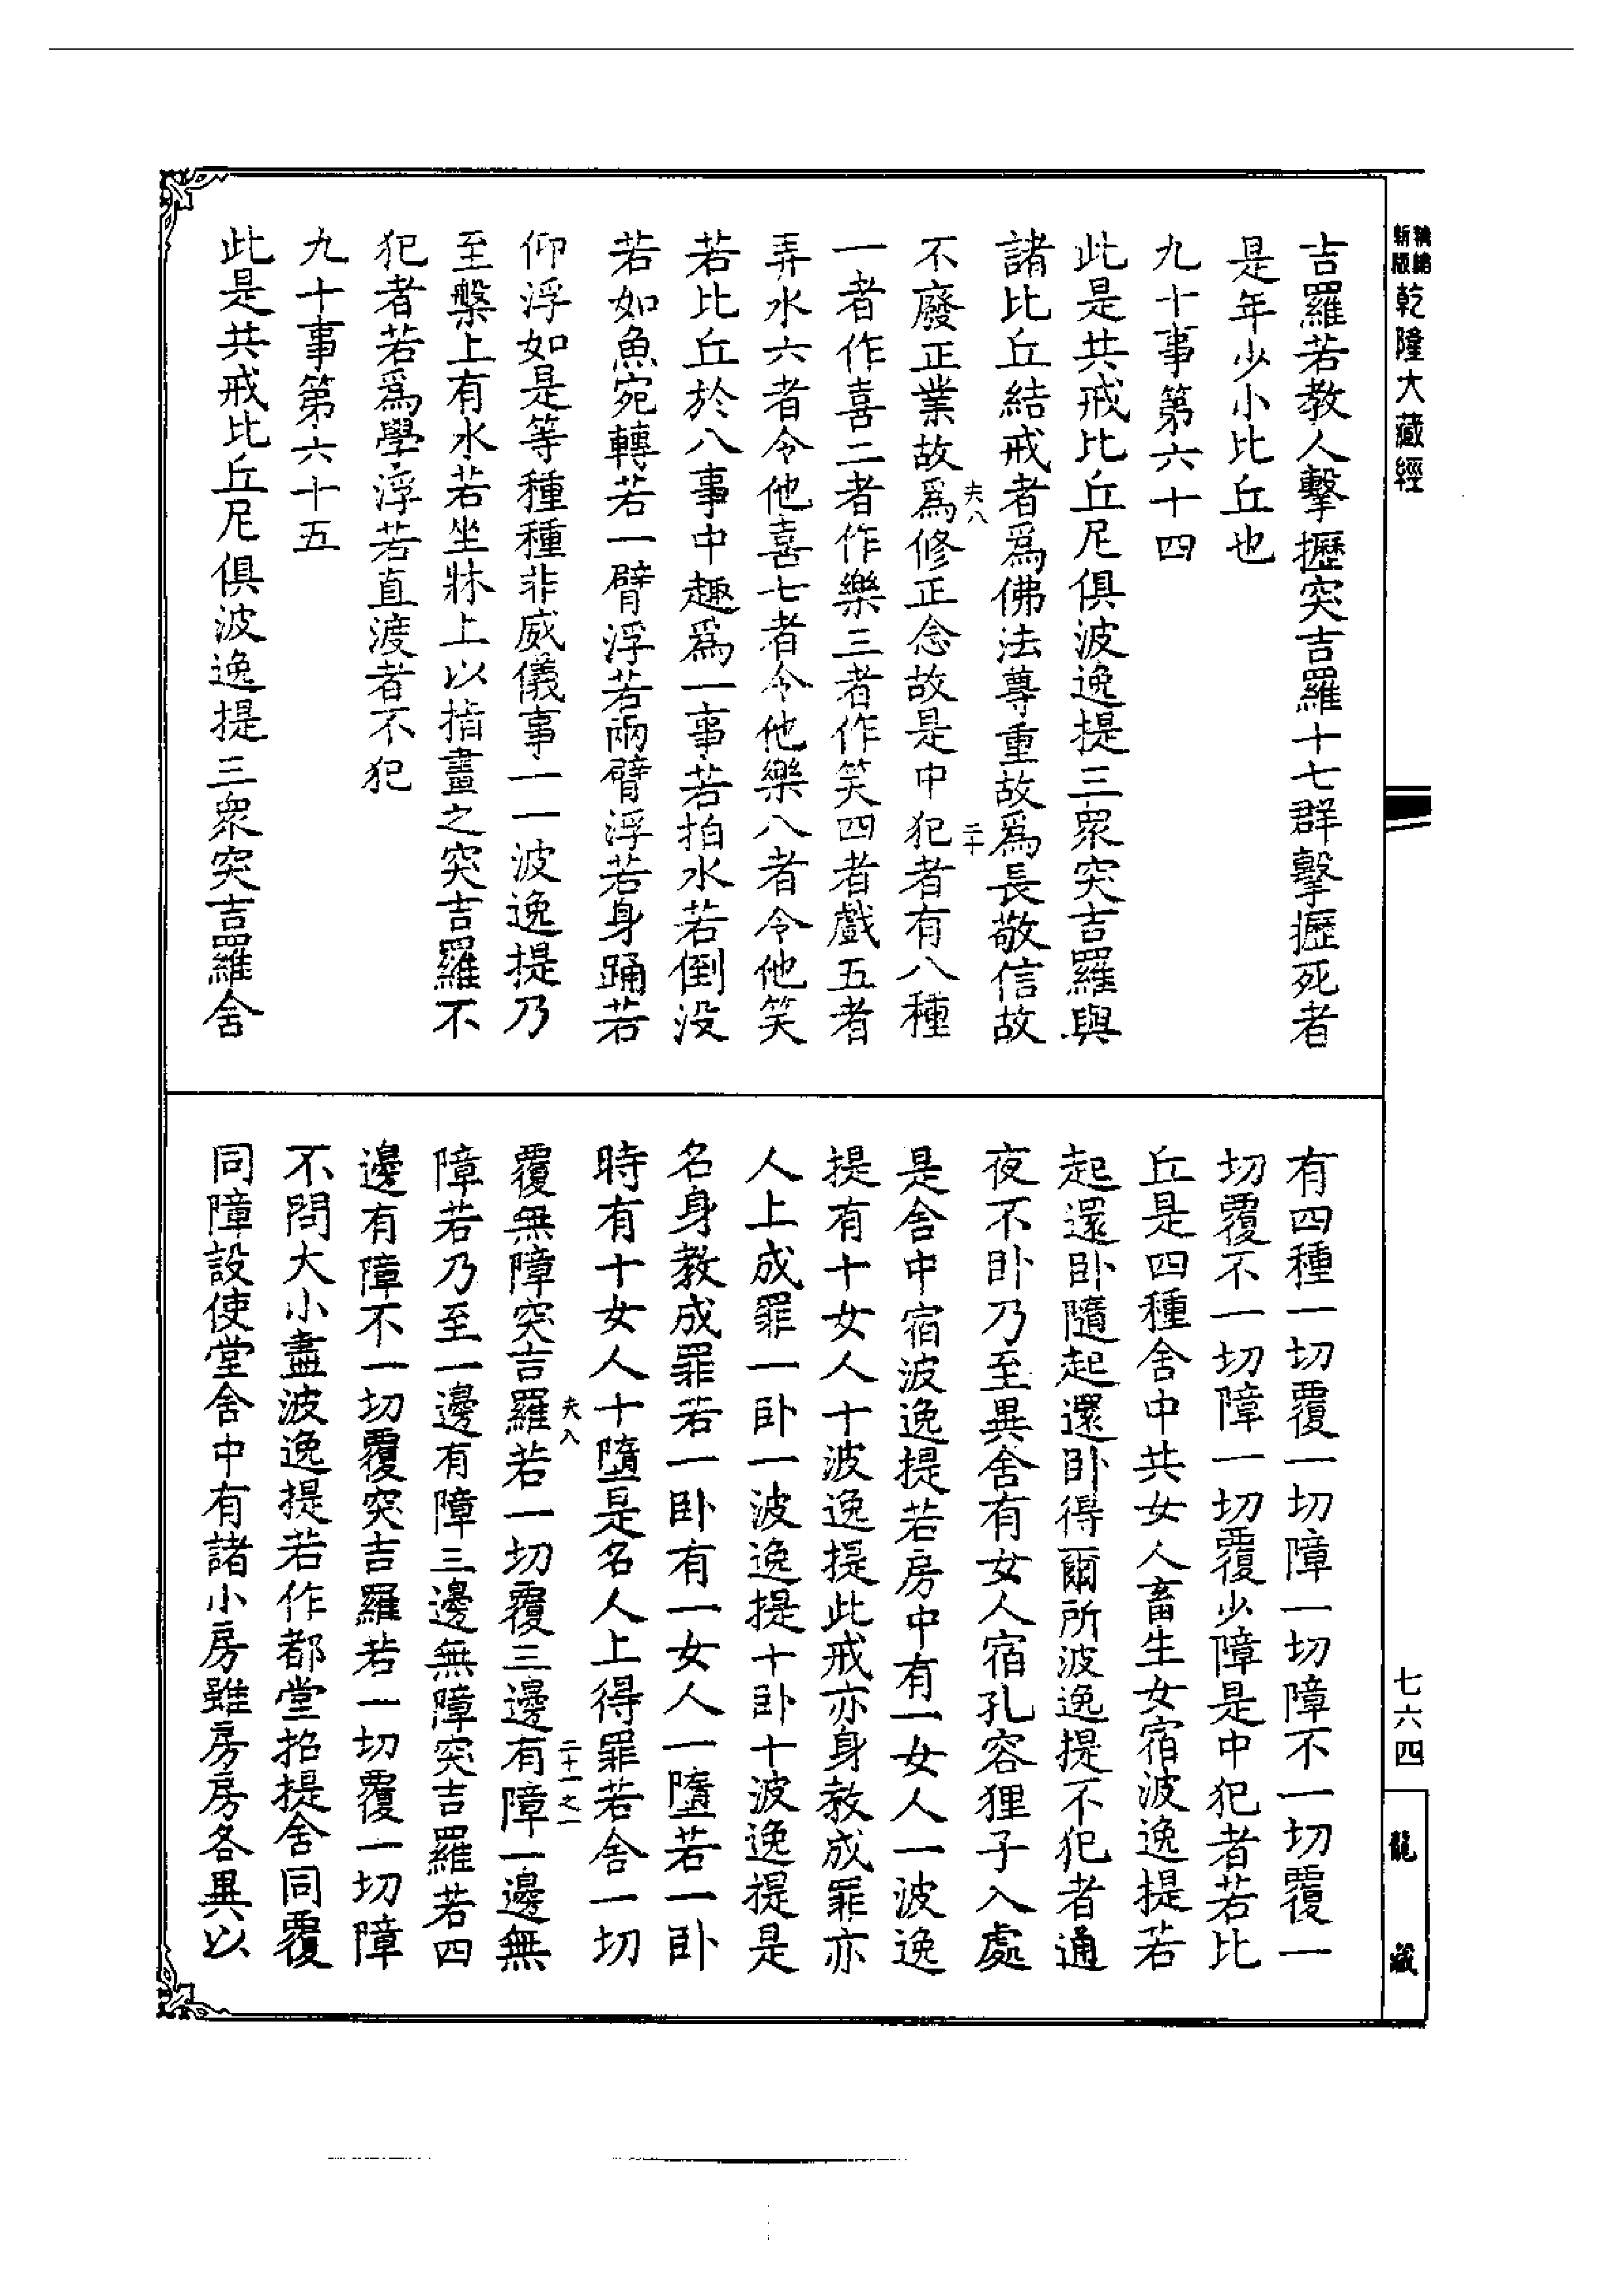 新版 精縮 乾隆大藏經
吉羅若教人擊攊突吉羅十七群擊攊死者
是年少小比丘也
九十事第六十四
此是共戒比丘尼俱波逸提三眾突吉羅與
諸比丘結戒者爲佛法尊重故爲長敬信故
夫八 二十
不廢正業故爲修正念故是中犯者有八種
一者作喜二者作樂三者作笑四者戲五者
弄水六者令他喜七者令他樂八者令他笑
若比丘於八事中趣爲一事若拍水若倒没
若如魚宛轉若一臂浮若兩臂浮若身踊若
仰浮如是等種種非威儀事一一波逸提乃
至槃上有水若坐牀上以指畫之突吉羅不
犯者若爲學浮若直渡者不犯
九十事第六十五
此是共戒比丘尼俱波逸提三眾突吉羅舍
有四種一切覆一切障一切障不一切覆一
切覆不一切障一切覆少障是中犯者若比
丘是四種舍中共女人畜生女宿波逸提若
起還卧隨起還卧得爾所波逸提不犯者通
夜不卧乃至異舍有女人宿孔容狸子入處
是舍中宿波逸提若房中有一女人一波逸
提有十女人十波逸提此戒亦身教成罪亦
人上成罪一卧一波逸提十卧十波逸提是
名身教成罪若一卧有一女人一墮若一卧
時有十女人十墮是名人上得罪若舍一切
夫八 二十一之一
覆無障突吉羅若一切覆三邊有障一邊無
障若乃至一邊有障三邊無障突吉羅若四
邊有障不一切覆突吉羅若一切覆一切障
不問大小盡波逸提若作都堂招提舍同覆
同障設使堂舍中有諸小房雖房房各異以
七六四
龍藏